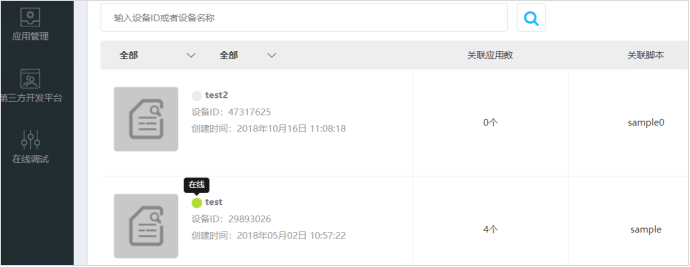 输入设备ID或者设备名称
应用管理
第三方开发平台
在线调试
全部 全部 关联应用数 关联脚本
test2
设备ID：47317625
创建时间：2018年10月16日 11:08:18
0个
sample0
在线
test
设备ID：29893026
创建时间：2018年05月02日 10:57:22
4个
sample